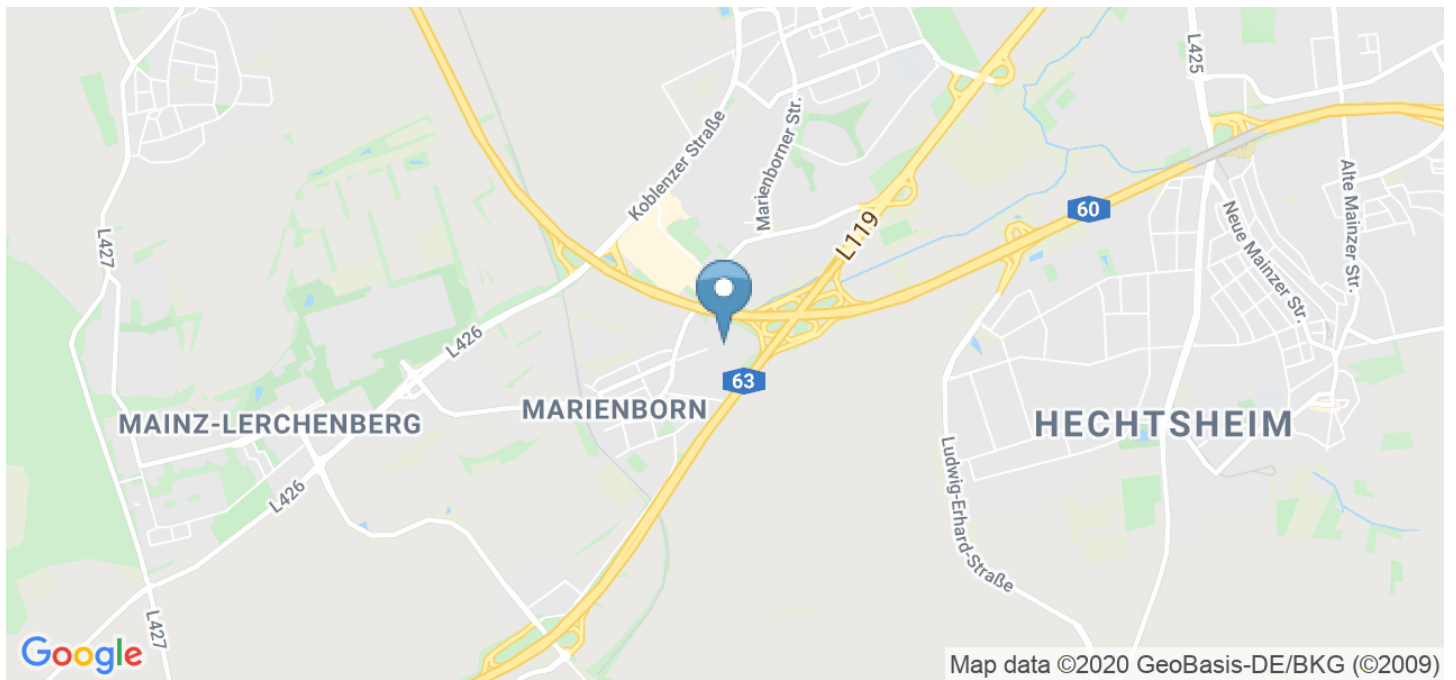 L425
Koblenzer Straße
Marienborner Str.
60
Alte Mainzer Str.
L427
L119
Neue Mainzer Str.
L426
63
MARIENBORN
MAINZ-LERCHENBERG
HECHTSHEIM
L426
Ludwig-Erhard-Straße
L427
Google
Map data ©2020 GeoBasis-DE/BKG (©2009)